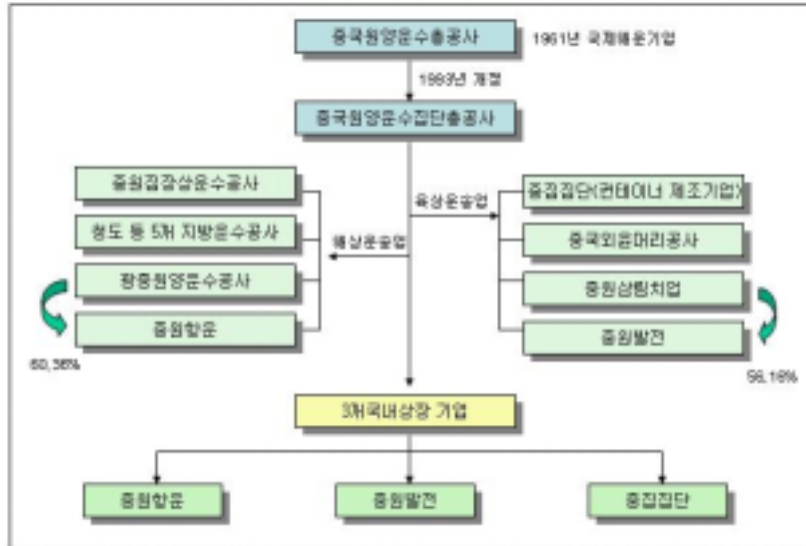 중국원양운수총공사
1961년 국제해운기업
1993년 개정
중국원양운수집단총공사
중원집장상운수공사
청도 등 5개 지방운수공사
광중원양운수공사
중원항운
60,36%
해상운송업
육상운송업
중집집단(컨테이너 제조기업)
중국외윤대리공사
중원삼림치업
중원발전
56,18%
3개국내상장 기업
중원항운
중원발전
중집집단